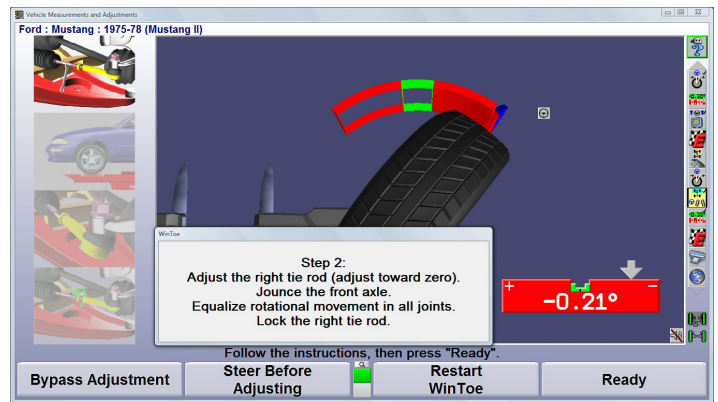 Vehicle Measurements and Adjustments
Ford : Mustang : 1975-78 (Mustang II)
WinToe
Step 2:
Adjust the right tie rod (adjust toward zero).
Jounce the front axle.
Equalize rotational movement in all joints.
Lock the right tie rod.
+ −
-0.21°
Follow the instructions, then press "Ready".
Bypass Adjustment
Steer Before
Adjusting
Restart
WinToe
Ready